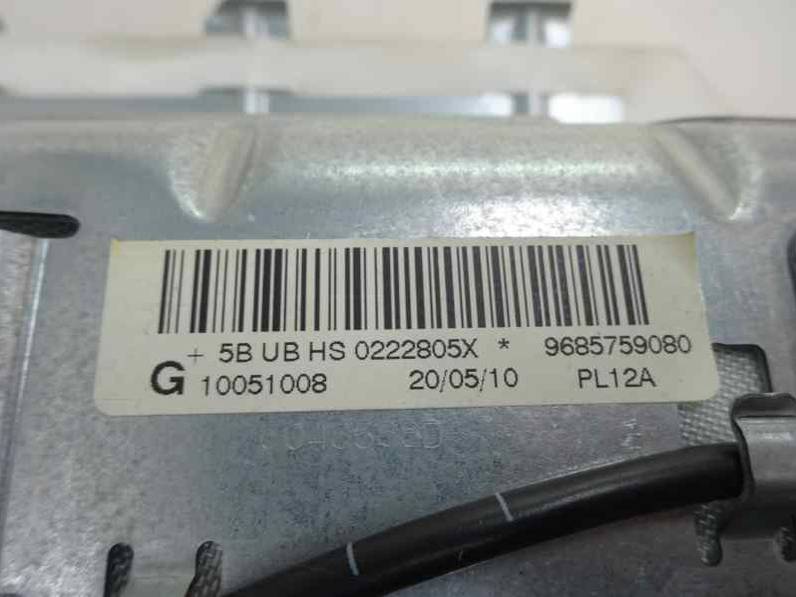 + 5B UB HS 0222805X * 9685759080
G 10051008 20/05/10 PL12A